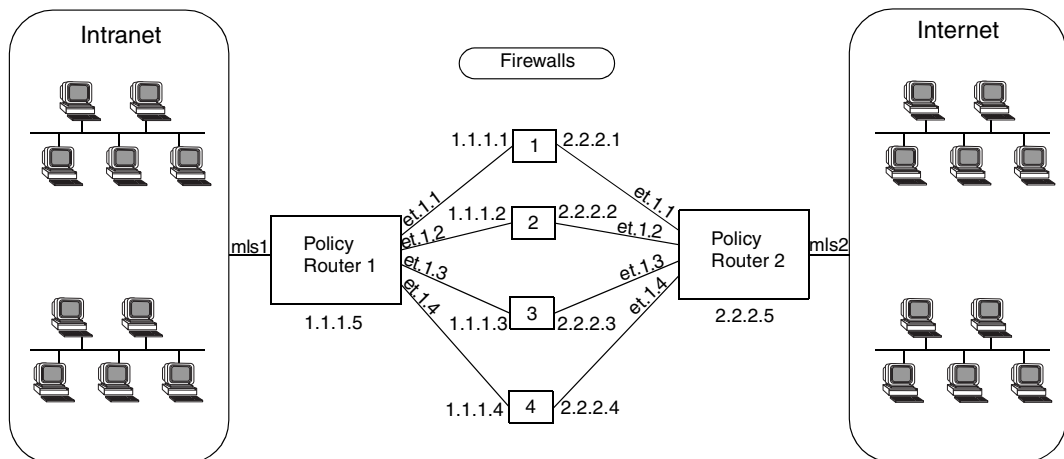 Intranet
Internet
Firewalls
1.1.1.1
1
2.2.2.1
et.1.1
et.1.1
1.1.1.2
2
2.2.2.2
et.1.2
et.1.2
mls1
Policy
Router 1
Policy
Router 2
mls2
et.1.3
et.1.3
et.1.4
et.1.4
1.1.1.5
1.1.1.3
3
2.2.2.3
2.2.2.5
1.1.1.4
4
2.2.2.4